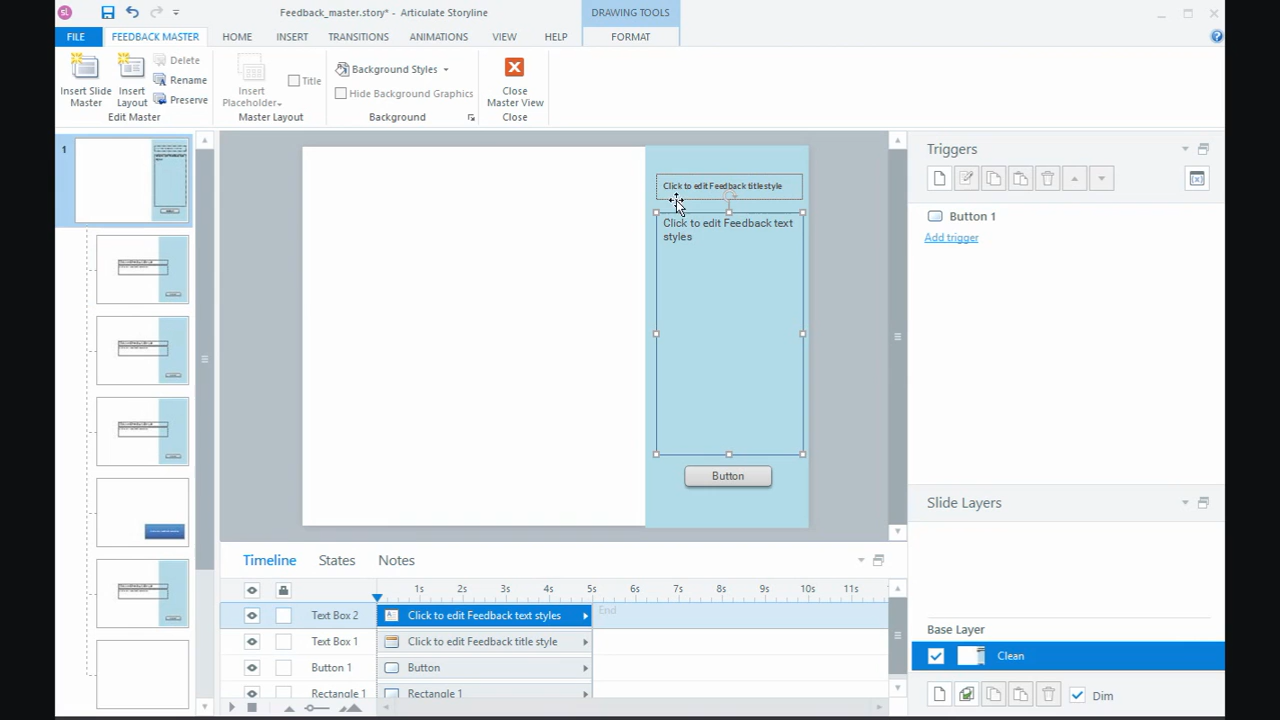 Feedback_master.story* - Articulate Storyline
DRAWING TOOLS
FILE
FEEDBACK MASTER
HOME
INSERT
TRANSITIONS
ANIMATIONS
VIEW
HELP
FORMAT
Insert Slide
Master
Insert
Layout
Delete
Rename
Preserve
Edit Master
Insert
Placeholder
Title
Master Layout
Background Styles
Hide Background Graphics
Background
Close
Master View
Close
1
Click to edit Feedback title style
Click to edit Feedback text
styles
Button
Triggers
Button 1
Add trigger
Slide Layers
Base Layer
Clean
Dim
Timeline
States
Notes
1s 2s 3s 4s 5s 6s 7s 8s 9s 10s 11s
Text Box 2
Click to edit Feedback text styles
End
Text Box 1
Click to edit Feedback title style
Button 1
Button
Rectangle 1
Rectangle 1